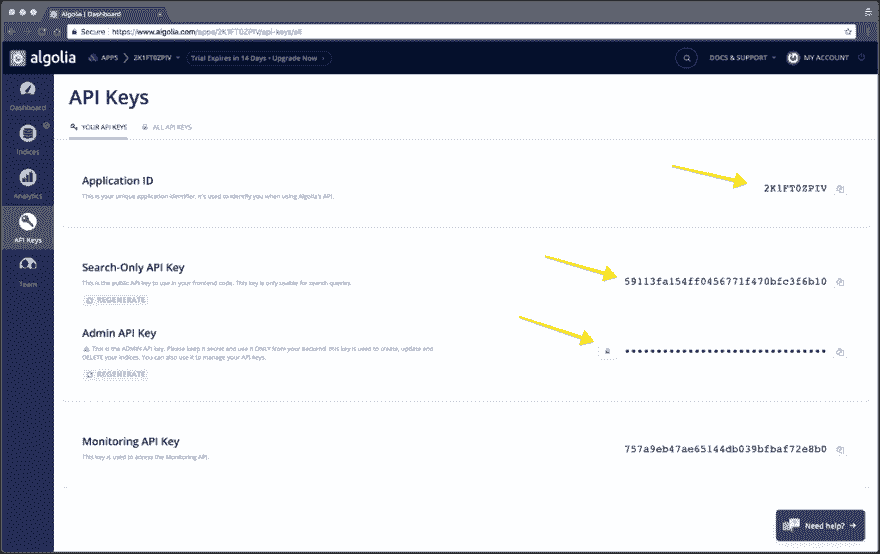 Algolia | Dashboard
Secure https://www.algolia.com/apps/2K1FT0ZPIV/api-keys/all
algolia APPS 2K1FT0ZPIV Trial Expires in 14 Days • Upgrade Now DOCS & SUPPORT MY ACCOUNT
Dashboard
Indices
Analytics
API Keys
Team
API Keys
YOUR API KEYS ALL API KEYS
Application ID
This is your unique application identifier. It's used to identify you when using Algolia's API.
2K1FT0ZPIV
Search-Only API Key
This is the public API key to use in your frontend code. This key is only usable for search queries.
REGENERATE
59113fa154ff0456771f470bfc3f6b10
Admin API Key
This is the ADMIN API key. Please keep it secret and use it ONLY from your backend: this key is used to create, update and
DELETE your indices. You can also use it to manage your API keys.
REGENERATE
••••••••••••••••••••••••••••••••
Monitoring API Key
This key is used to access the Monitoring API.
757a9eb47ae65144db039bfbaf72e8b0
Need help?